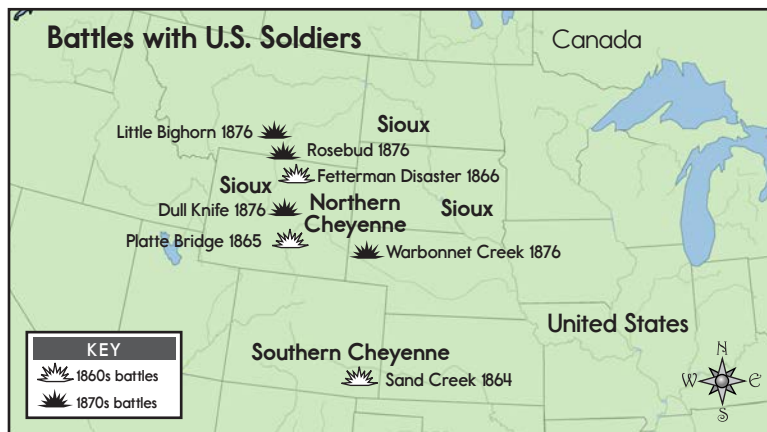 Battles with U.S. Soldiers
Canada
Little Bighorn 1876
Sioux
Rosebud 1876
Fetterman Disaster 1866
Sioux
Northern
Cheyenne
Dull Knife 1876
Sioux
Platte Bridge 1865
Warbonnet Creek 1876
United States
Southern Cheyenne
Sand Creek 1864
KEY
1860s battles
1870s battles
N
W
E
S